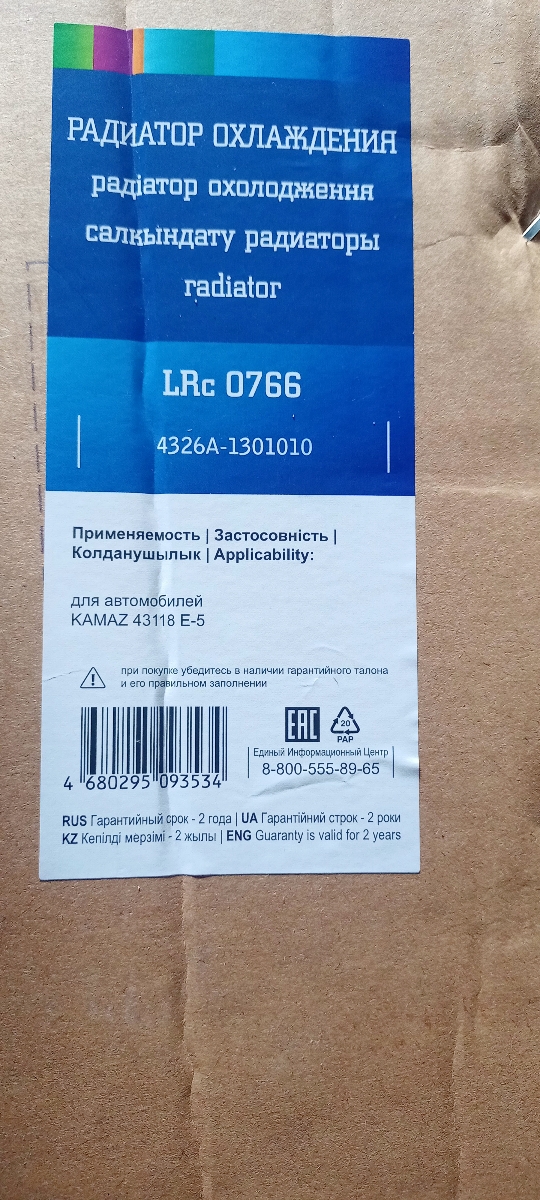 РАДИАТОР ОХЛАЖДЕНИЯ
радіатор охолодження
салқындату радиаторы
radiator
LRc 0766
4326А-1301010
Применяемость | Застосовність |
Колданушылык | Applicability:
для автомобилей
KAMAZ 43118 E-5
при покупке убедитесь в наличии гарантийного талона
и его правильном заполнении
EAC
20
PAP
Единый Информационный Центр
8-800-555-89-65
4 680295 093534
RUS Гарантийный срок - 2 года | UA Гарантійний строк - 2 роки
KZ Кепілді мерзімі - 2 жылы | ENG Guaranty is valid for 2 years